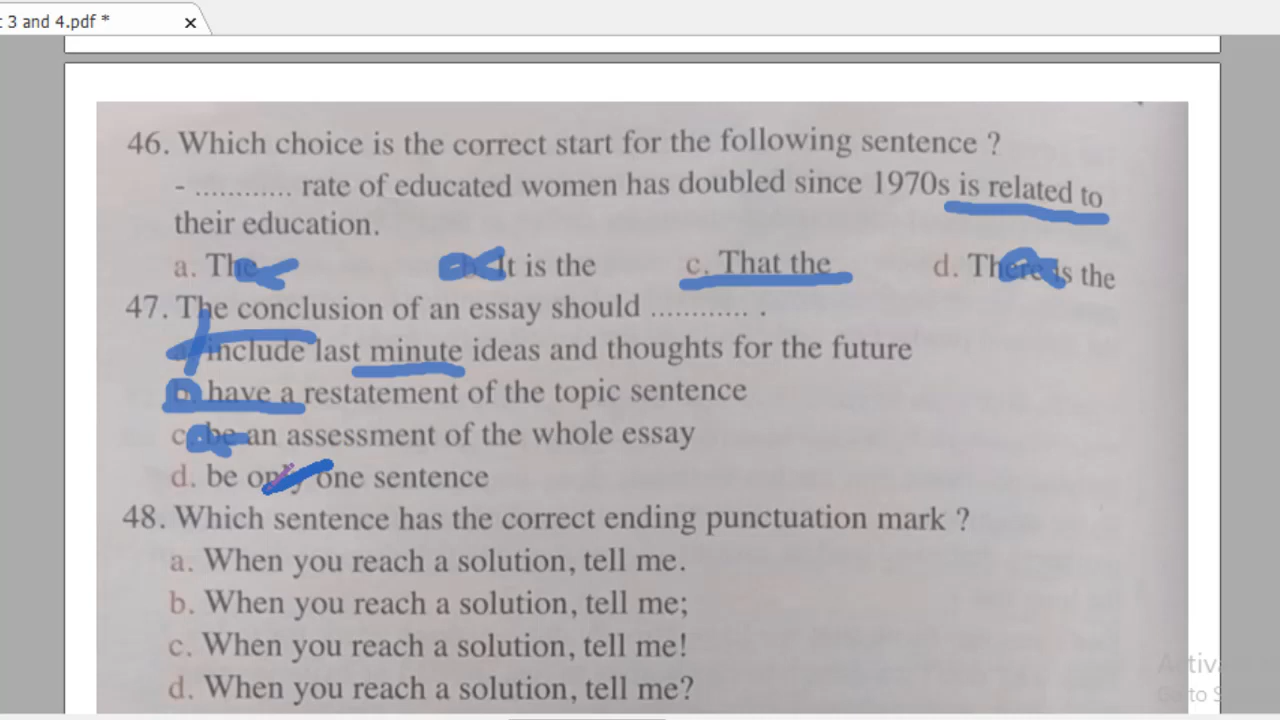 : 3 and 4.pdf *
46. Which choice is the correct start for the following sentence ?
- ............ rate of educated women has doubled since 1970s is related to
their education.
a. The It is the c. That the d. There is the
47. The conclusion of an essay should ............ .
a. include last minute ideas and thoughts for the future
b. have a restatement of the topic sentence
c. be an assessment of the whole essay
d. be only one sentence
48. Which sentence has the correct ending punctuation mark ?
a. When you reach a solution, tell me.
b. When you reach a solution, tell me;
c. When you reach a solution, tell me!
d. When you reach a solution, tell me?